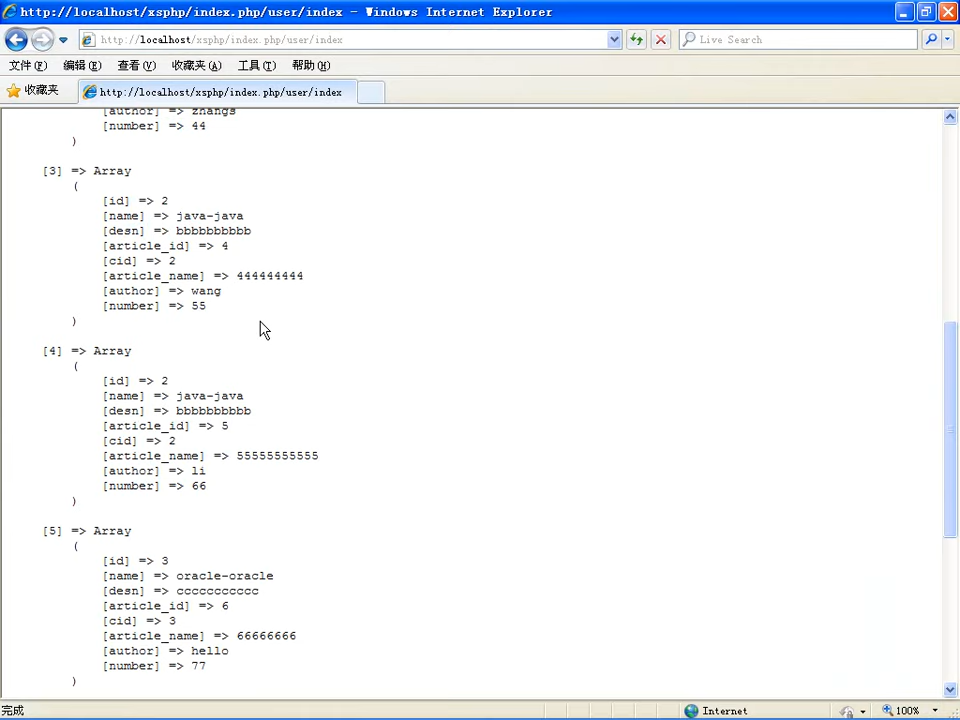 http://localhost/xsphp/index.php/user/index - Windows Internet Explorer
http://localhost/xsphp/index.php/user/index
Live Search
文件(F) 编辑(E) 查看(V) 收藏夹(A) 工具(T) 帮助(H)
收藏夹 http://localhost/xsphp/index.php/user/index
[author] => zhangs
[number] => 44
)
[3] => Array
(
[id] => 2
[name] => java-java
[desn] => bbbbbbbbbb
[article_id] => 4
[cid] => 2
[article_name] => 444444444
[author] => wang
[number] => 55
)
[4] => Array
(
[id] => 2
[name] => java-java
[desn] => bbbbbbbbbb
[article_id] => 5
[cid] => 2
[article_name] => 55555555555
[author] => li
[number] => 66
)
[5] => Array
(
[id] => 3
[name] => oracle-oracle
[desn] => ccccccccccc
[article_id] => 6
[cid] => 3
[article_name] => 66666666
[author] => hello
[number] => 77
)
完成 Internet 100%